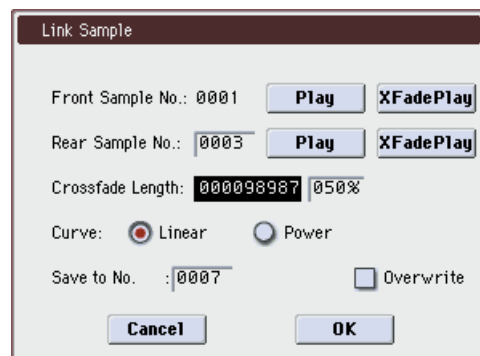 Link Sample
Front Sample No.: 0001 Play XFadePlay
Rear Sample No.: 0003 Play XFadePlay
Crossfade Length: 000098987 050%
Curve: Linear Power
Save to No. :0007 Overwrite
Cancel OK